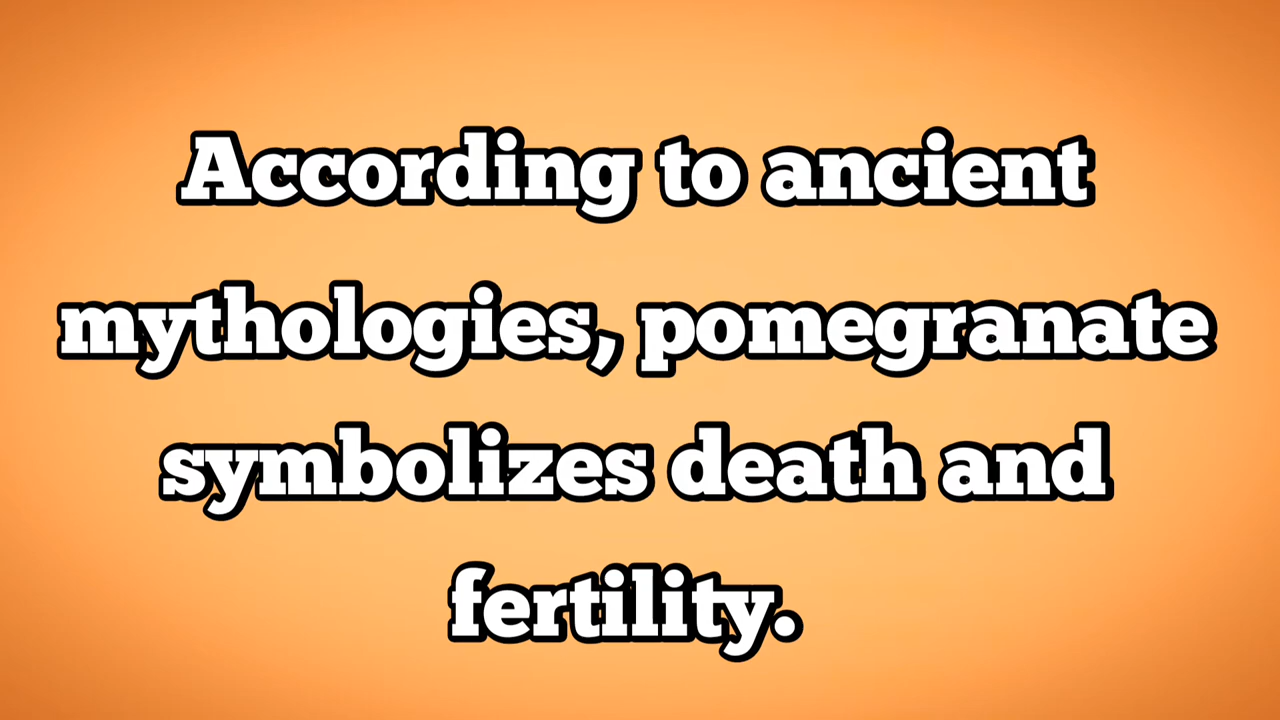 According to ancient
mythologies, pomegranate
symbolizes death and
fertility.